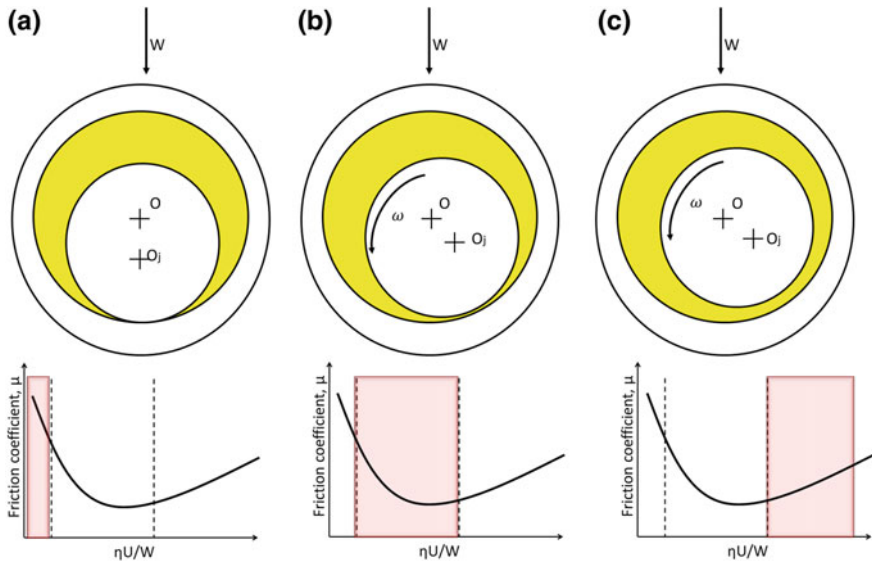 (a)
W
O
Oj
Friction coefficient, μ
ηU/W
(b)
W
ω
O
Oj
Friction coefficient, μ
ηU/W
(c)
W
ω
O
Oj
Friction coefficient, μ
ηU/W